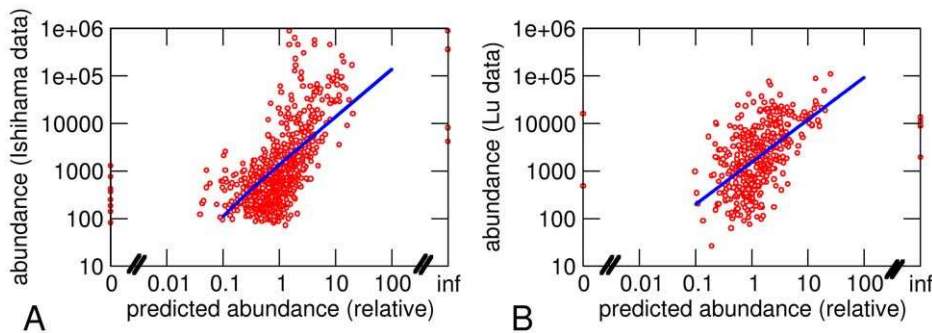 1e+06
1e+05
10000
1000
100
10
abundance (Ishihama data)
0 0.01 0.1 1 10 100 inf
predicted abundance (relative)
A
1e+06
1e+05
10000
1000
100
10
abundance (Lu data)
0 0.01 0.1 1 10 100 inf
predicted abundance (relative)
B